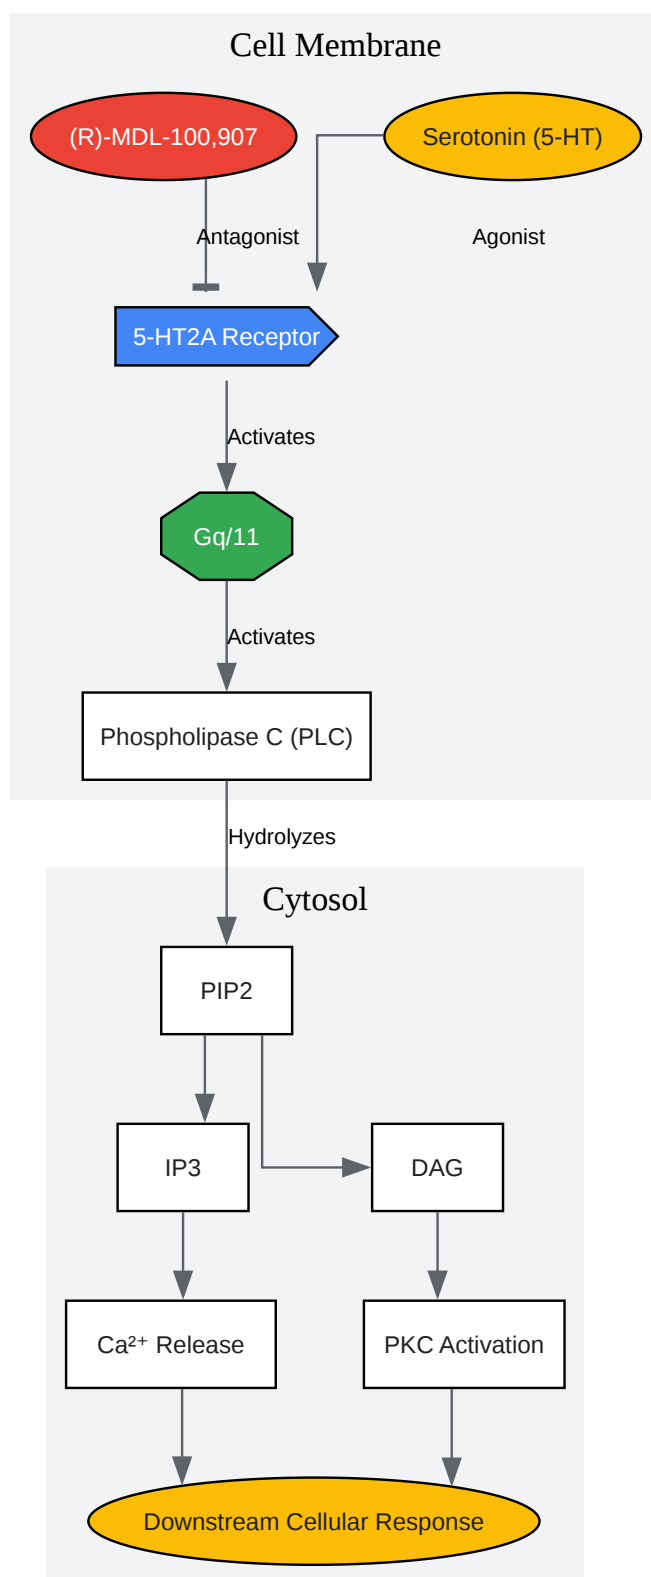 Cell Membrane
(R)-MDL-100,907
Serotonin (5-HT)
Antagonist
Agonist
5-HT2A Receptor
Activates
Gq/11
Activates
Phospholipase C (PLC)
Hydrolyzes
Cytosol
PIP2
IP3
DAG
Ca²⁺ Release
PKC Activation
Downstream Cellular Response